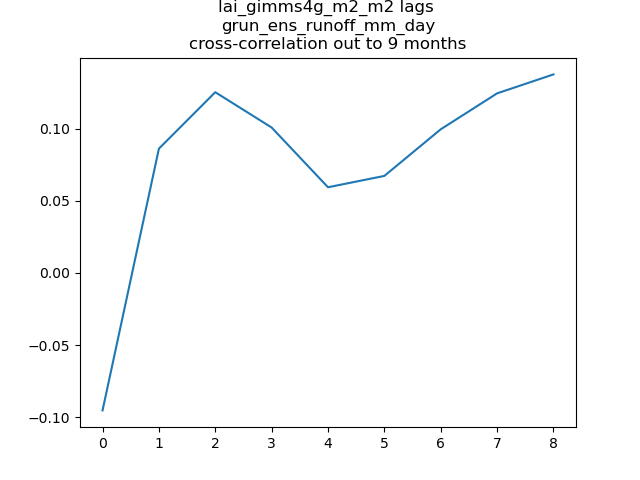 lai_gimms4g_m2_m2 lags
grun_ens_runoff_mm_day
cross-correlation out to 9 months
0.10
0.05
0.00
−0.05
−0.10
0 1 2 3 4 5 6 7 8